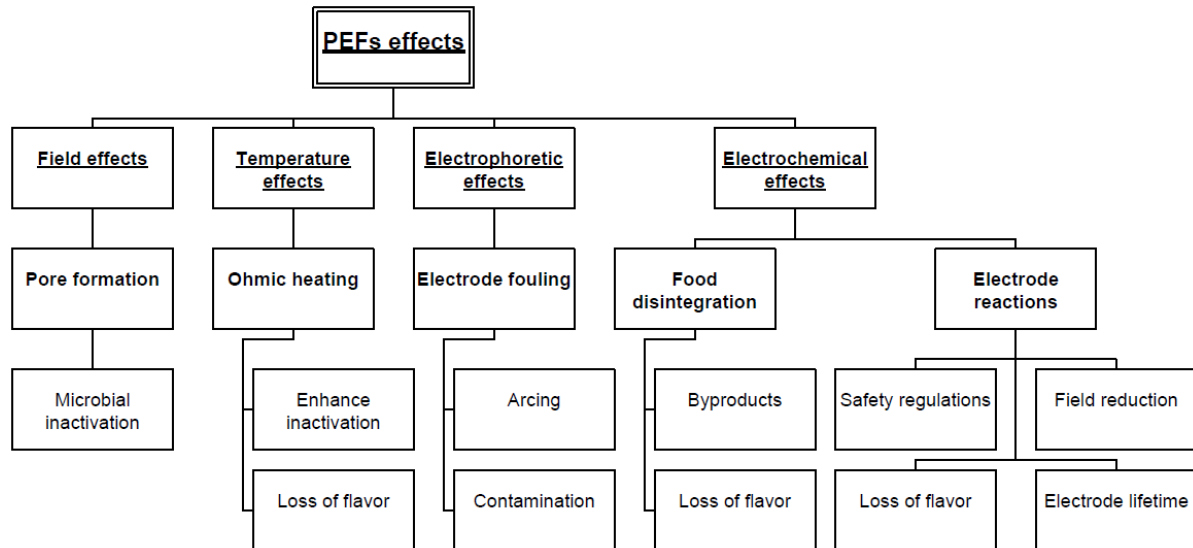 PEFs effects
Field effects
Temperature
effects
Electrophoretic
effects
Electrochemical
effects
Pore formation
Ohmic heating
Electrode fouling
Food
disintegration
Electrode
reactions
Microbial
inactivation
Enhance
inactivation
Arcing
Byproducts
Safety regulations
Field reduction
Loss of flavor
Contamination
Loss of flavor
Loss of flavor
Electrode lifetime